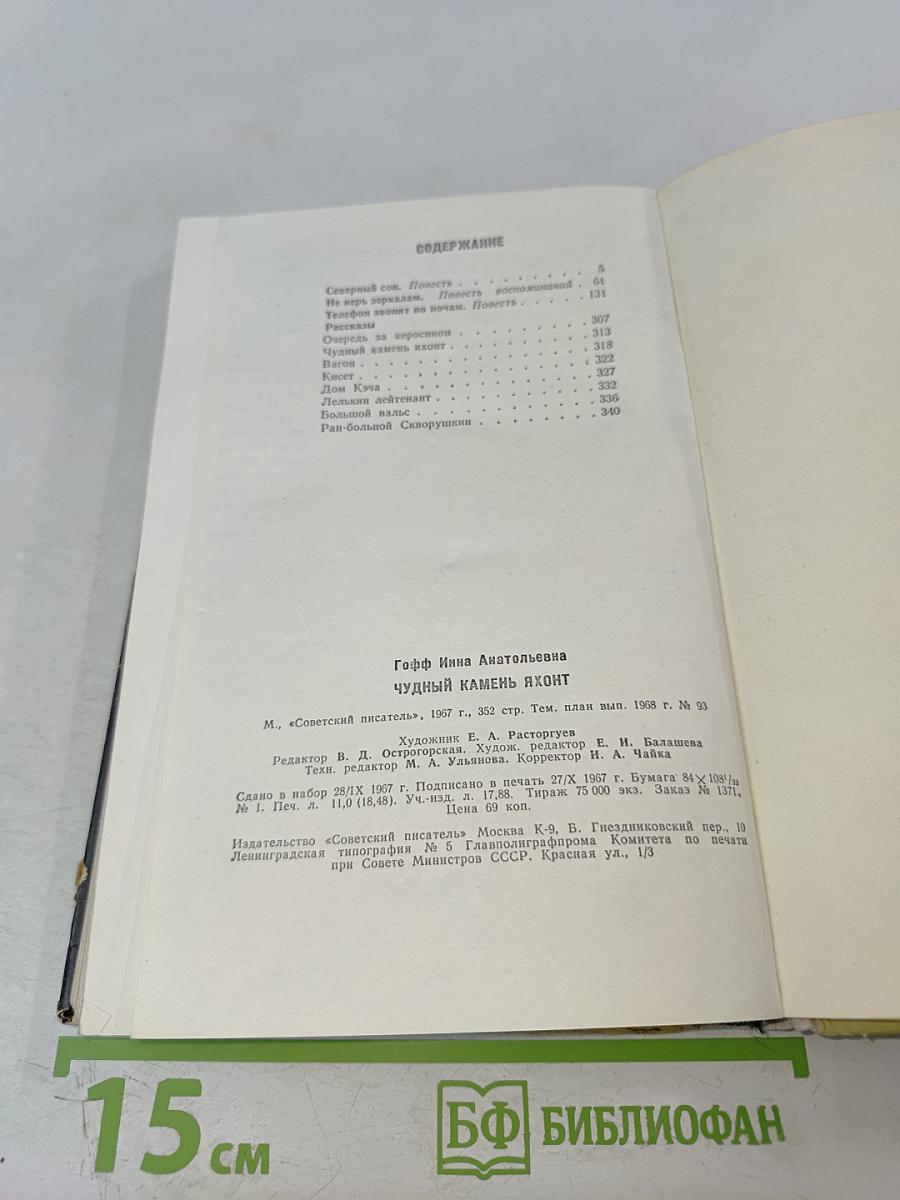 СОДЕРЖАНИЕ
Северный сон. Повесть . . . . . . . . . 5
Не верь зеркалам. Повесть воспоминаний . 61
Телефон звонит по ночам. Повесть . . . . . 131
Рассказы
Очередь за керосином . . . . . . . . . 307
Чудный камень яхонт . . . . . . . . . 313
Вагон . . . . . . . . . . . . . . . 318
Кисет . . . . . . . . . . . . . . . 322
Дом Кэча . . . . . . . . . . . . . 327
Лелькин лейтенант . . . . . . . . . . 332
Большой вальс . . . . . . . . . . . 336
Ран-больной Скворушкин . . . . . . . . 340
Гофф Инна Анатольевна
ЧУДНЫЙ КАМЕНЬ ЯХОНТ
М., «Советский писатель», 1967 г., 352 стр. Тем. план вып. 1968 г. № 93
Художник Е. А. Расторгуев
Редактор В. Д. Острогорская. Худож. редактор Е. И. Балашева
Техн. редактор М. А. Ульянова. Корректор И. А. Чайка
Сдано в набор 28/IX 1967 г. Подписано в печать 27/X 1967 г. Бумага 84×108¹/₃₂
№ 1. Печ. л. 11,0 (18,48). Уч.-изд. л. 17,88. Тираж 75 000 экз. Заказ № 1371.
Цена 69 коп.
Издательство «Советский писатель» Москва К-9, Б. Гнездниковский пер., 10
Ленинградская типография № 5 Главполиграфпрома Комитета по печати
при Совете Министров СССР. Красная ул., 1/3
15 см
БФ БИБЛИОФАН